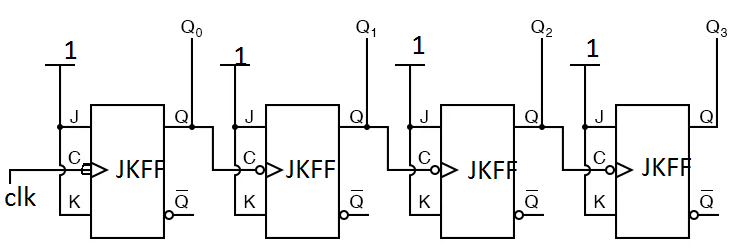 Q0 Q1 Q2 Q3
1 1 1 1
J Q J Q J Q J Q
C JKFF C JKFF C JKFF C JKFF
clk
K Q̅ K Q̅ K Q̅ K Q̅